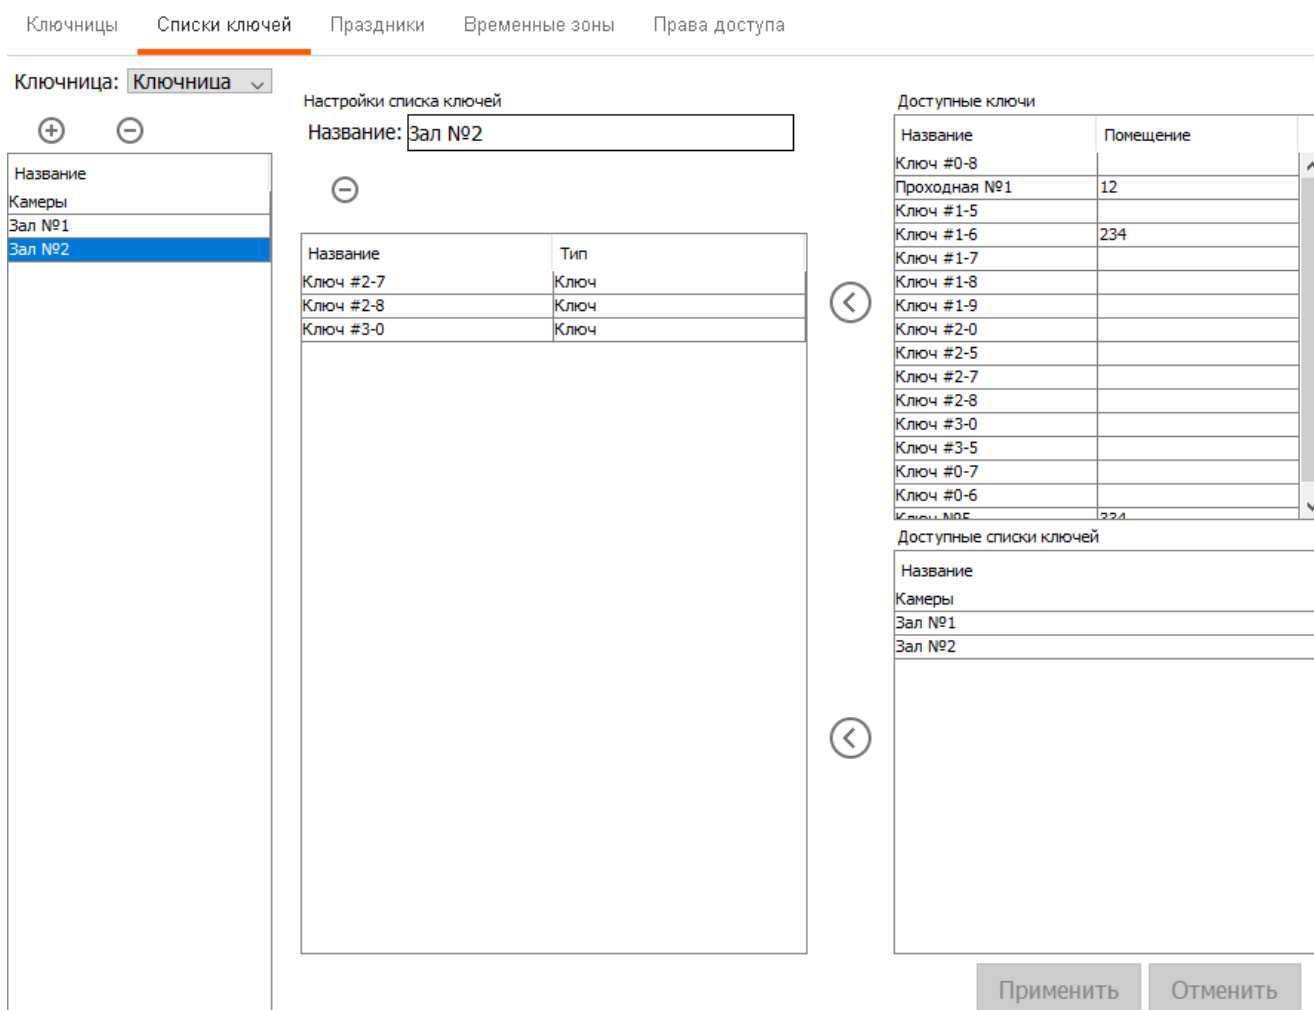 Ключницы Списки ключей Праздники Временные зоны Права доступа
Ключница: Ключница
Название
Камеры
Зал №1
Зал №2
Настройки списка ключей
Название: Зал №2
Название Тип
Ключ #2-7 Ключ
Ключ #2-8 Ключ
Ключ #3-0 Ключ
Доступные ключи
Название Помещение
Ключ #0-8
Проходная №1 12
Ключ #1-5
Ключ #1-6 234
Ключ #1-7
Ключ #1-8
Ключ #1-9
Ключ #2-0
Ключ #2-5
Ключ #2-7
Ключ #2-8
Ключ #3-0
Ключ #3-5
Ключ #0-7
Ключ #0-6
Ключ №5 334
Доступные списки ключей
Название
Камеры
Зал №1
Зал №2
Применить Отменить